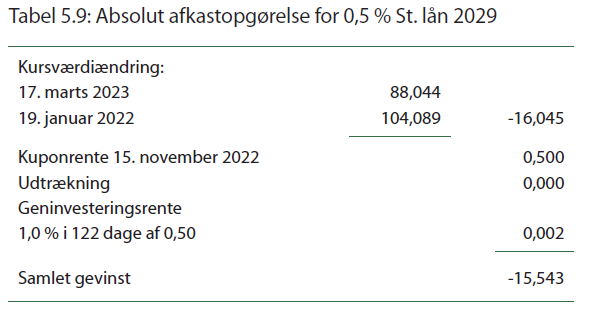 Tabel 5.9: Absolut afkastopgørelse for 0,5 % St. lån 2029
Kursværdiændring:
17. marts 2023 88,044
19. januar 2022 104,089 -16,045
Kuponrente 15. november 2022 0,500
Udtrækning 0,000
Geninvesteringsrente
1,0 % i 122 dage af 0,50 0,002
Samlet gevinst -15,543